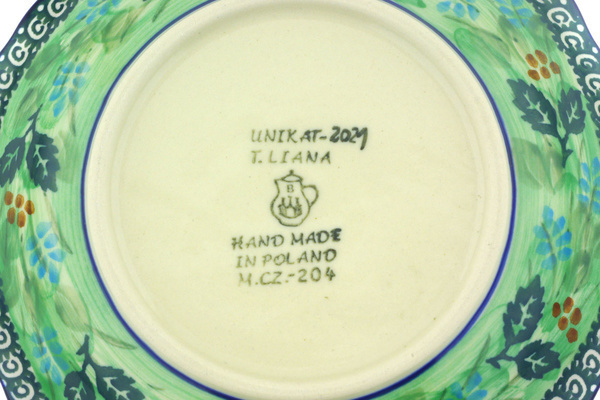 UNIKAT-2021
T. LIANA
B
HAND MADE
IN POLAND
M.CZ.-204